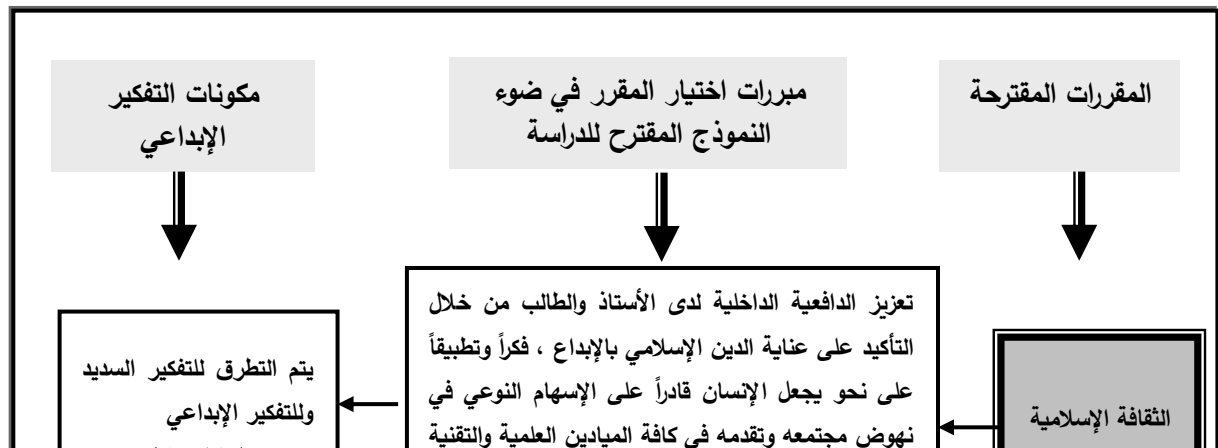 المقررات المقترحة
مبررات اختيار المقرر في ضوء
النموذج المقترح للدراسة
مكونات التفكير
الإبداعي
الثقافة الإسلامية
تعزيز الدافعية الداخلية لدى الأستاذ والطالب من خلال
التأكيد على عناية الدين الإسلامي بالإبداع ، فكراً وتطبيقاً
على نحو يجعل الإنسان قادراً على الإسهام النوعي في
نهوض مجتمعه وتقدمه في كافة الميادين العلمية والتقنية
يتم التطرق للتفكير السديد
وللتفكير الإبداعي